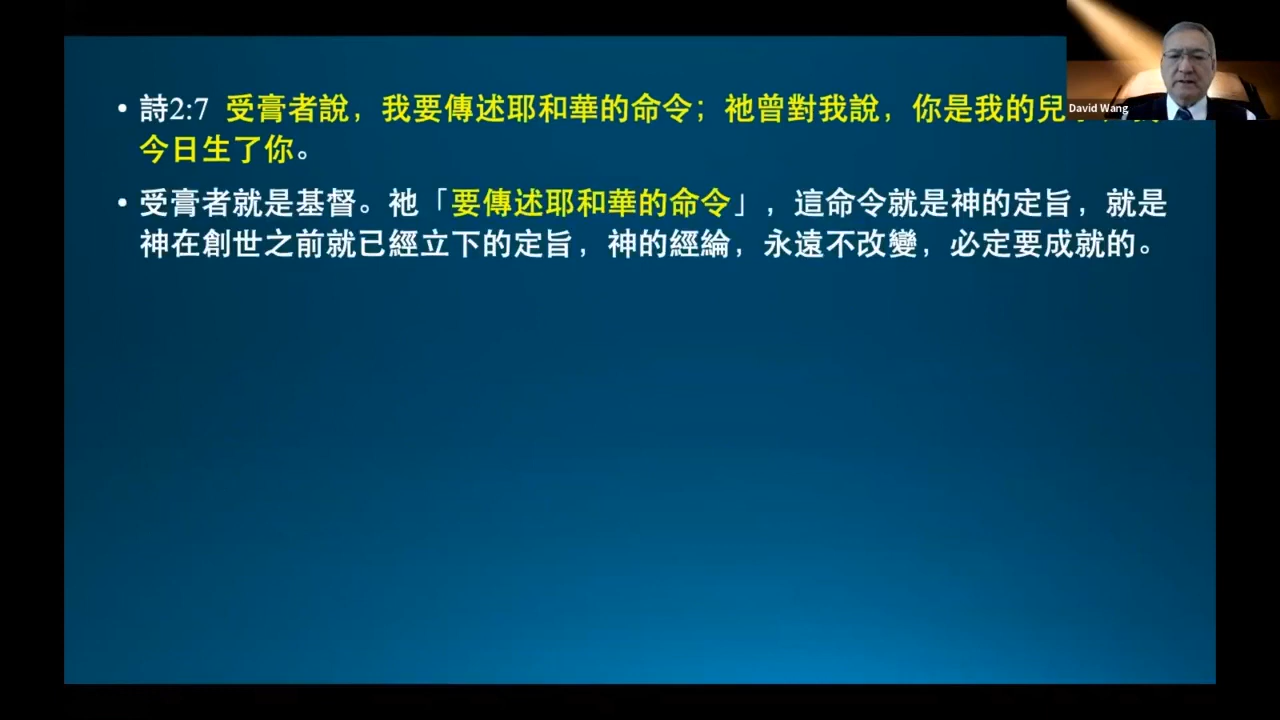 • 詩2:7 受膏者說，我要傳述耶和華的命令；祂曾對我說，你是我的兒
今日生了你。
• 受膏者就是基督。祂「要傳述耶和華的命令」，這命令就是神的定旨，就是
神在創世之前就已經立下的定旨，神的經綸，永遠不改變，必定要成就的。
David Wang